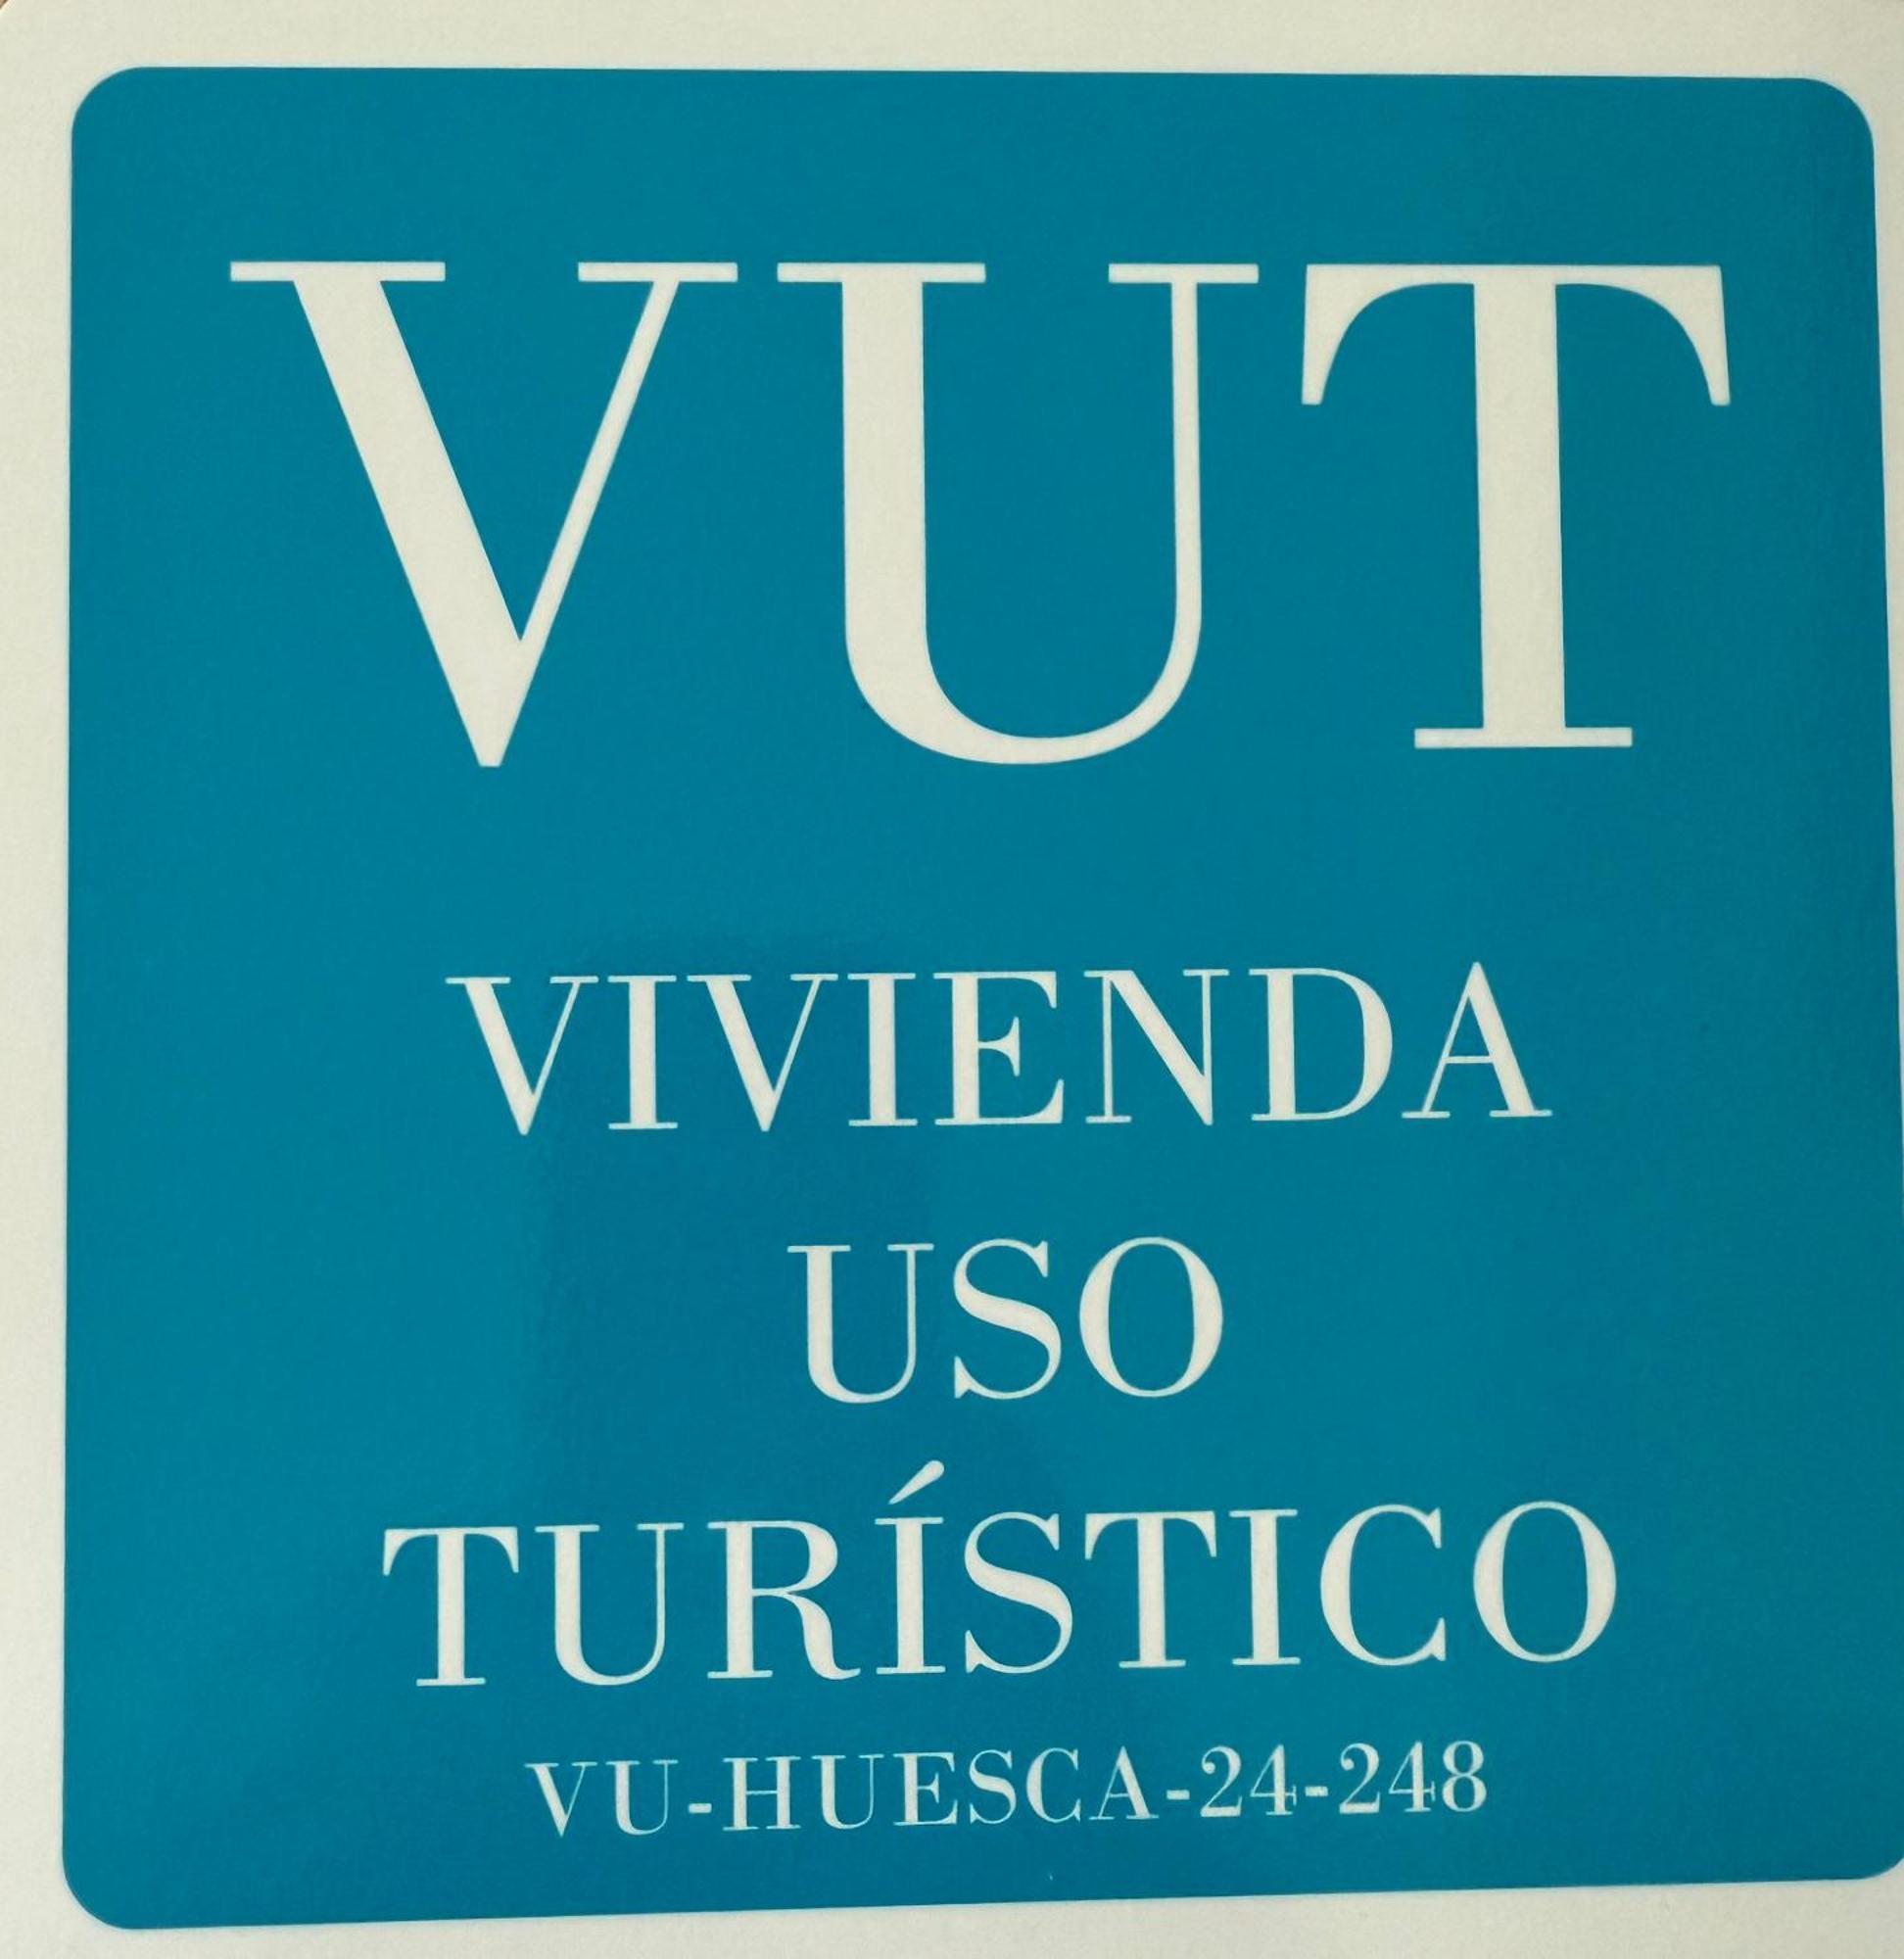 VUT
VIVIENDA
USO
TURÍSTICO
VU-HUESCA-24-248